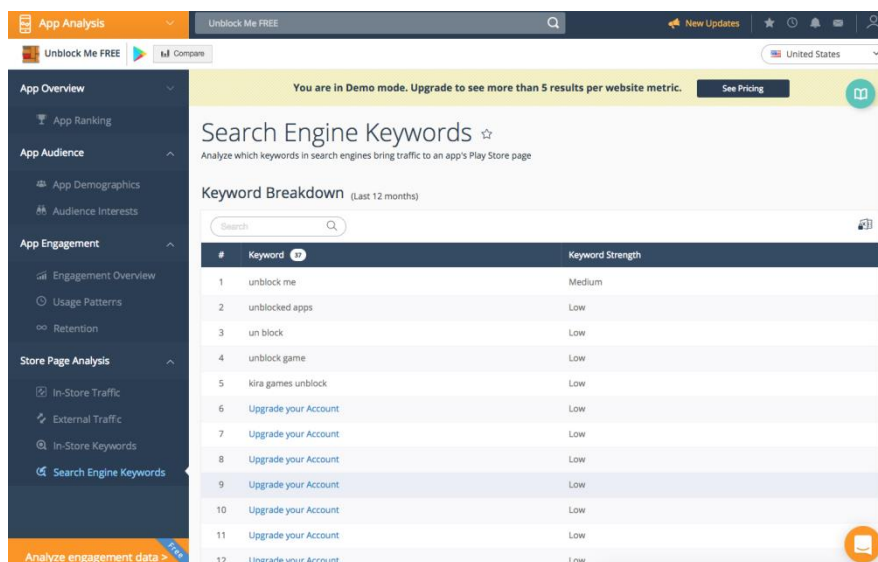 App Analysis
Unblock Me FREE
New Updates
Unblock Me FREE
Compare
United States
App Overview
App Ranking
App Audience
App Demographics
Audience Interests
App Engagement
Engagement Overview
Usage Patterns
Retention
Store Page Analysis
In-Store Traffic
External Traffic
In-Store Keywords
Search Engine Keywords
Analyze engagement data >
Free
You are in Demo mode. Upgrade to see more than 5 results per website metric.
See Pricing
Search Engine Keywords
Analyze which keywords in search engines bring traffic to an app's Play Store page
Keyword Breakdown (Last 12 months)
Search
# Keyword 37 Keyword Strength
1 unblock me Medium
2 unblocked apps Low
3 un block Low
4 unblock game Low
5 kira games unblock Low
6 Upgrade your Account Low
7 Upgrade your Account Low
8 Upgrade your Account Low
9 Upgrade your Account Low
10 Upgrade your Account Low
11 Upgrade your Account Low
12 Upgrade your Account Low